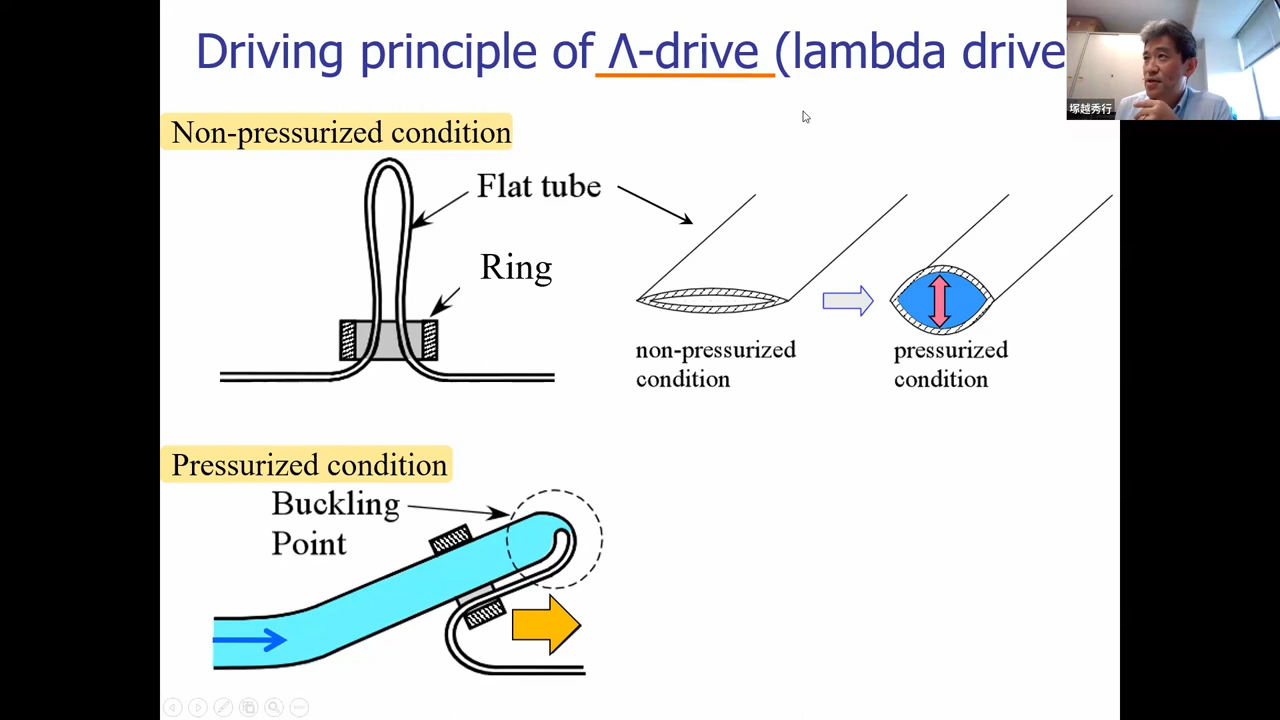 Driving principle of Λ-drive (lambda drive
塚越秀行
Non-pressurized condition
Flat tube
Ring
non-pressurized
condition
pressurized
condition
Pressurized condition
Buckling
Point